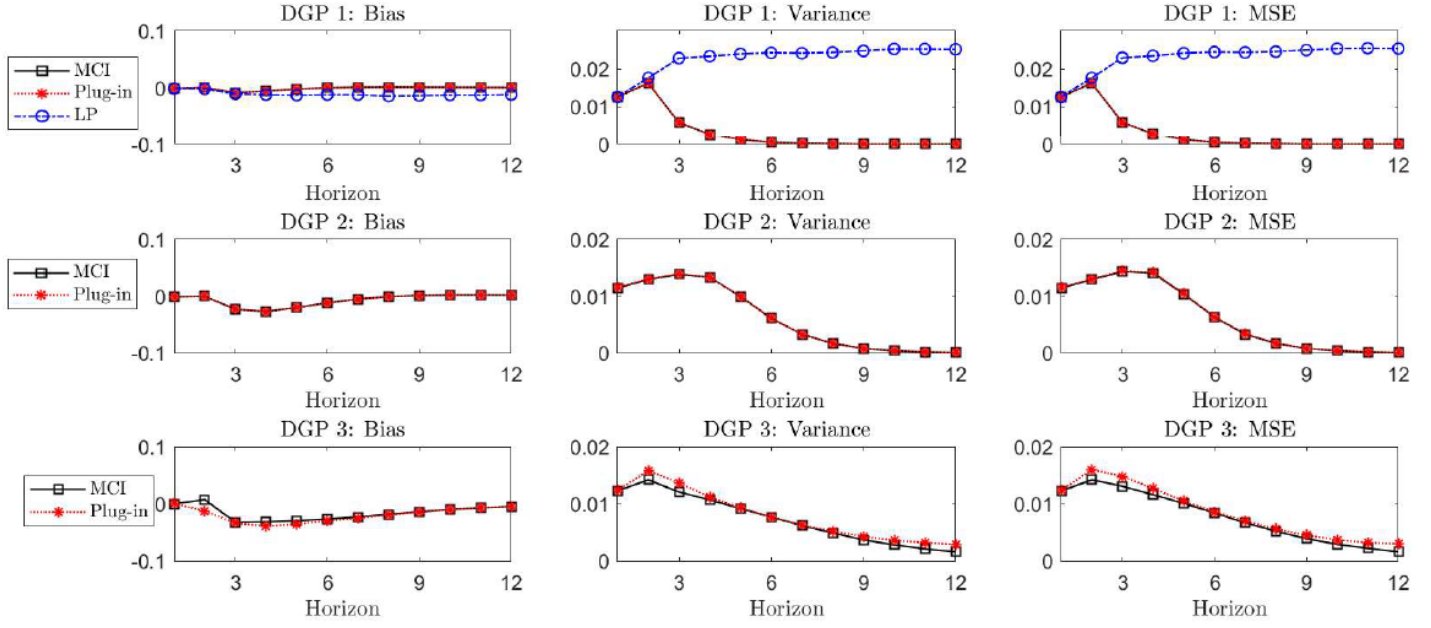 DGP 1: Bias
DGP 1: Variance
DGP 1: MSE
0.1
0
-0.1
MCI
Plug-in
LP
3 6 9 12
Horizon
0.02
0.01
0
3 6 9 12
Horizon
0.02
0.01
0
3 6 9 12
Horizon
DGP 2: Bias
DGP 2: Variance
DGP 2: MSE
0.1
0
-0.1
MCI
Plug-in
3 6 9 12
Horizon
0.02
0.01
0
3 6 9 12
Horizon
0.02
0.01
0
3 6 9 12
Horizon
DGP 3: Bias
DGP 3: Variance
DGP 3: MSE
0.1
0
-0.1
MCI
Plug-in
3 6 9 12
Horizon
0.02
0.01
0
3 6 9 12
Horizon
0.02
0.01
0
3 6 9 12
Horizon